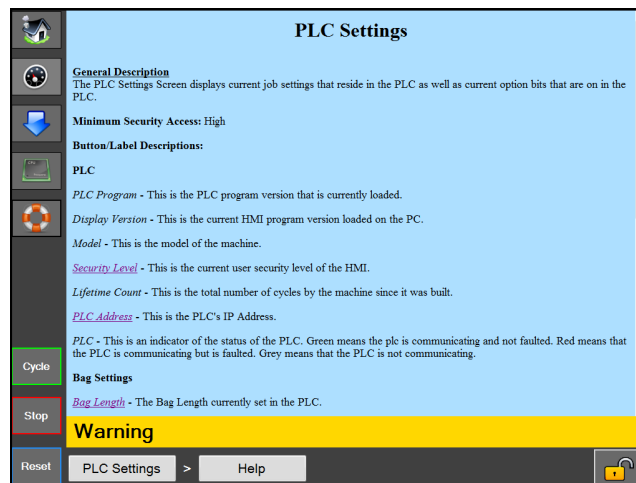 PLC Settings
General Description
The PLC Settings Screen displays current job settings that reside in the PLC as well as current option bits that are on in the
PLC.
Minimum Security Access: High
Button/Label Descriptions:
PLC
PLC Program - This is the PLC program version that is currently loaded.
Display Version - This is the current HMI program version loaded on the PC.
Model - This is the model of the machine.
Security Level - This is the current user security level of the HMI.
Lifetime Count - This is the total number of cycles by the machine since it was built.
PLC Address - This is the PLC's IP Address.
PLC - This is an indicator of the status of the PLC. Green means the plc is communicating and not faulted. Red means that
the PLC is communicating but is faulted. Grey means that the PLC is not communicating.
Bag Settings
Bag Length - The Bag Length currently set in the PLC.
Cycle
Stop
Reset
Warning
PLC Settings > Help